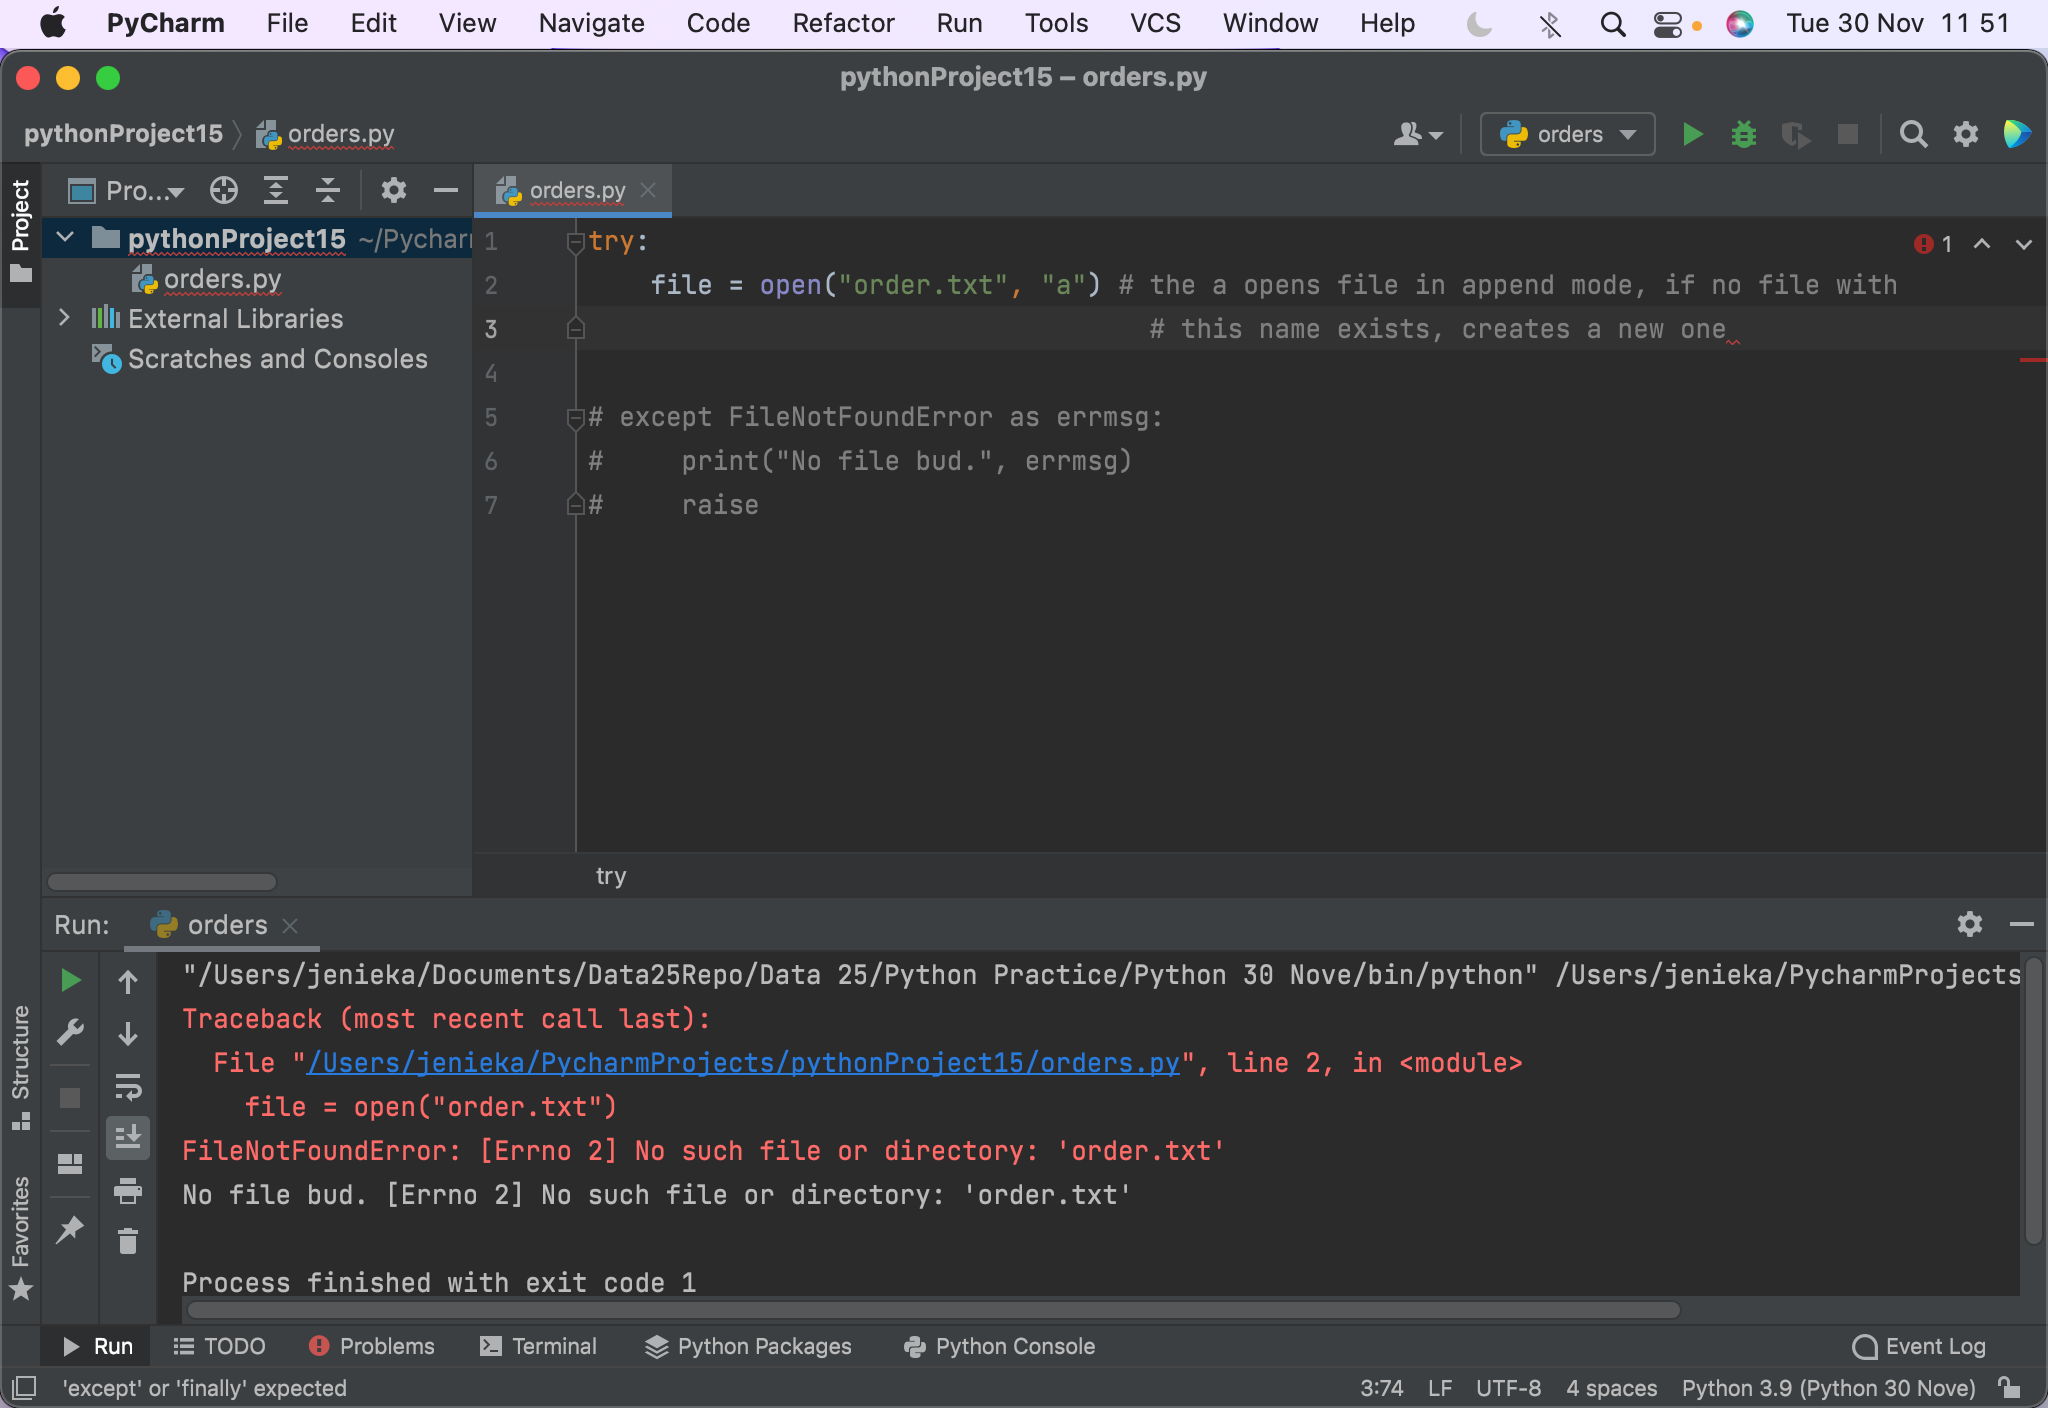 PyCharm File Edit View Navigate Code Refactor Run Tools VCS Window Help Tue 30 Nov 11 51
pythonProject15 – orders.py
pythonProject15 orders.py orders
Project
Pro... orders.py
pythonProject15 ~/Pychar
orders.py
External Libraries
Scratches and Consoles
1 try: 1
2 file = open("order.txt", "a") # the a opens file in append mode, if no file with
3 # this name exists, creates a new one
4
5 # except FileNotFoundError as errmsg:
6 # print("No file bud.", errmsg)
7 # raise
try
Run: orders
"/Users/jenieka/Documents/Data25Repo/Data 25/Python Practice/Python 30 Nove/bin/python" /Users/jenieka/PycharmProjects
Traceback (most recent call last):
File "/Users/jenieka/PycharmProjects/pythonProject15/orders.py", line 2, in <module>
file = open("order.txt")
FileNotFoundError: [Errno 2] No such file or directory: 'order.txt'
No file bud. [Errno 2] No such file or directory: 'order.txt'
Process finished with exit code 1
Structure
Favorites
Run TODO Problems Terminal Python Packages Python Console Event Log
'except' or 'finally' expected 3:74 LF UTF-8 4 spaces Python 3.9 (Python 30 Nove)